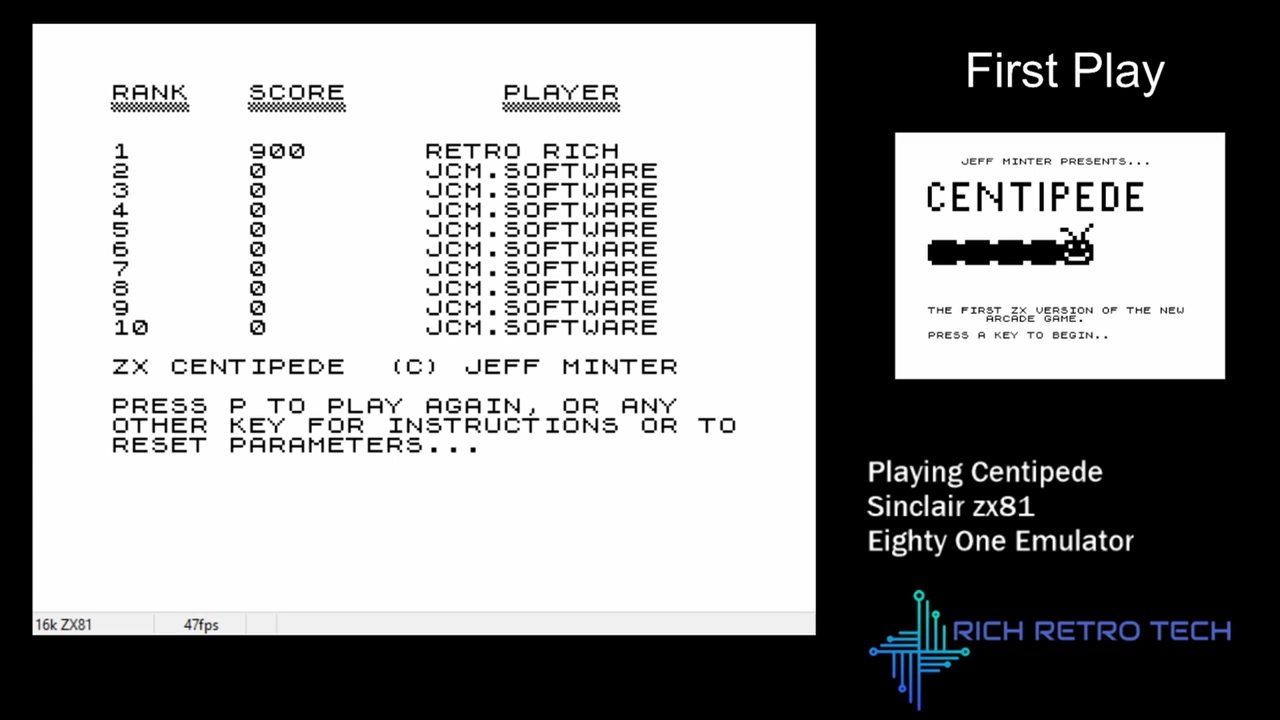 RANK SCORE PLAYER
1 900 RETRO RICH
2 0 JCM.SOFTWARE
3 0 JCM.SOFTWARE
4 0 JCM.SOFTWARE
5 0 JCM.SOFTWARE
6 0 JCM.SOFTWARE
7 0 JCM.SOFTWARE
8 0 JCM.SOFTWARE
9 0 JCM.SOFTWARE
10 0 JCM.SOFTWARE
ZX CENTIPEDE (C) JEFF MINTER
PRESS P TO PLAY AGAIN, OR ANY
OTHER KEY FOR INSTRUCTIONS OR TO
RESET PARAMETERS...
16k ZX81 47fps
First Play
JEFF MINTER PRESENTS...
CENTIPEDE
THE FIRST ZX VERSION OF THE NEW
ARCADE GAME.
PRESS A KEY TO BEGIN..
Playing Centipede
Sinclair zx81
Eighty One Emulator
RICH RETRO TECH